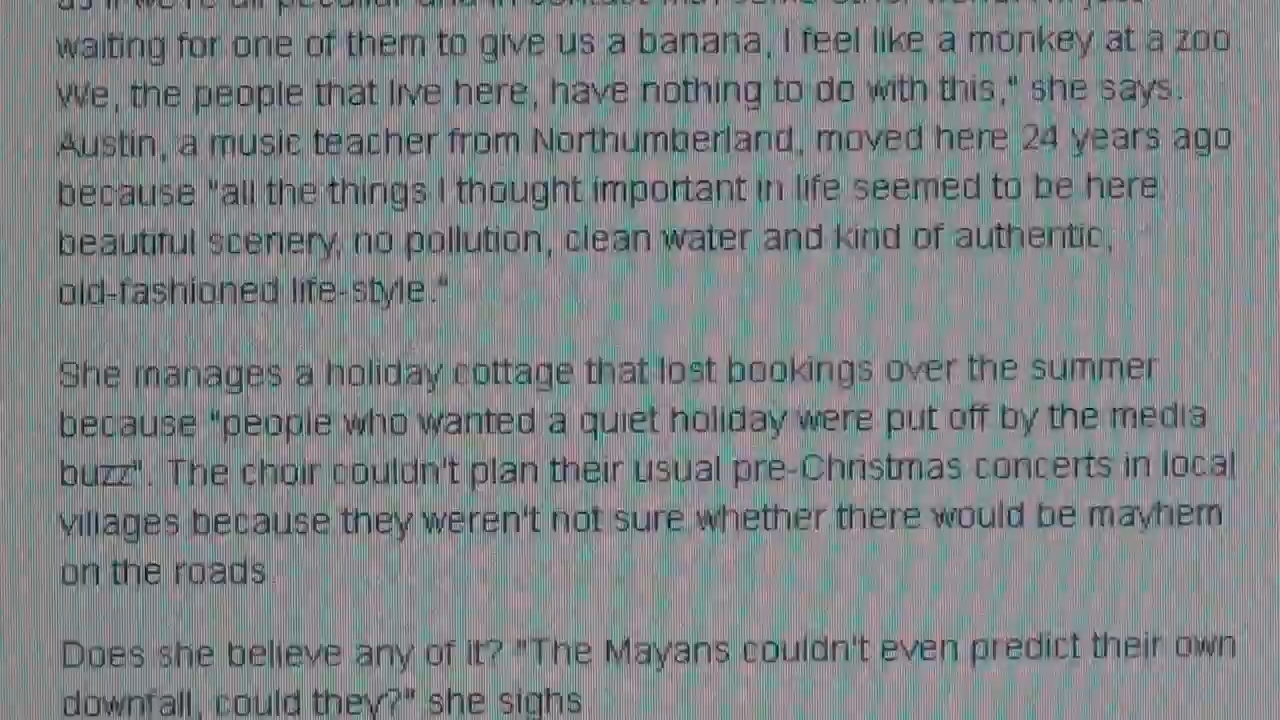 waiting for one of them to give us a banana, I feel like a monkey at a zoo
We, the people that live here, have nothing to do with this," she says.
Austin, a music teacher from Northumberland, moved here 24 years ago
because "all the things I thought important in life seemed to be here
beautiful scenery, no pollution, clean water and kind of authentic,
old-fashioned life-style."
She manages a holiday cottage that lost bookings over the summer
because "people who wanted a quiet holiday were put off by the media
buzz". The choir couldn't plan their usual pre-Christmas concerts in local
villages because they weren't not sure whether there would be mayhem
on the roads
Does she believe any of it? "The Mayans couldn't even predict their own
downfall, could they?" she sighs